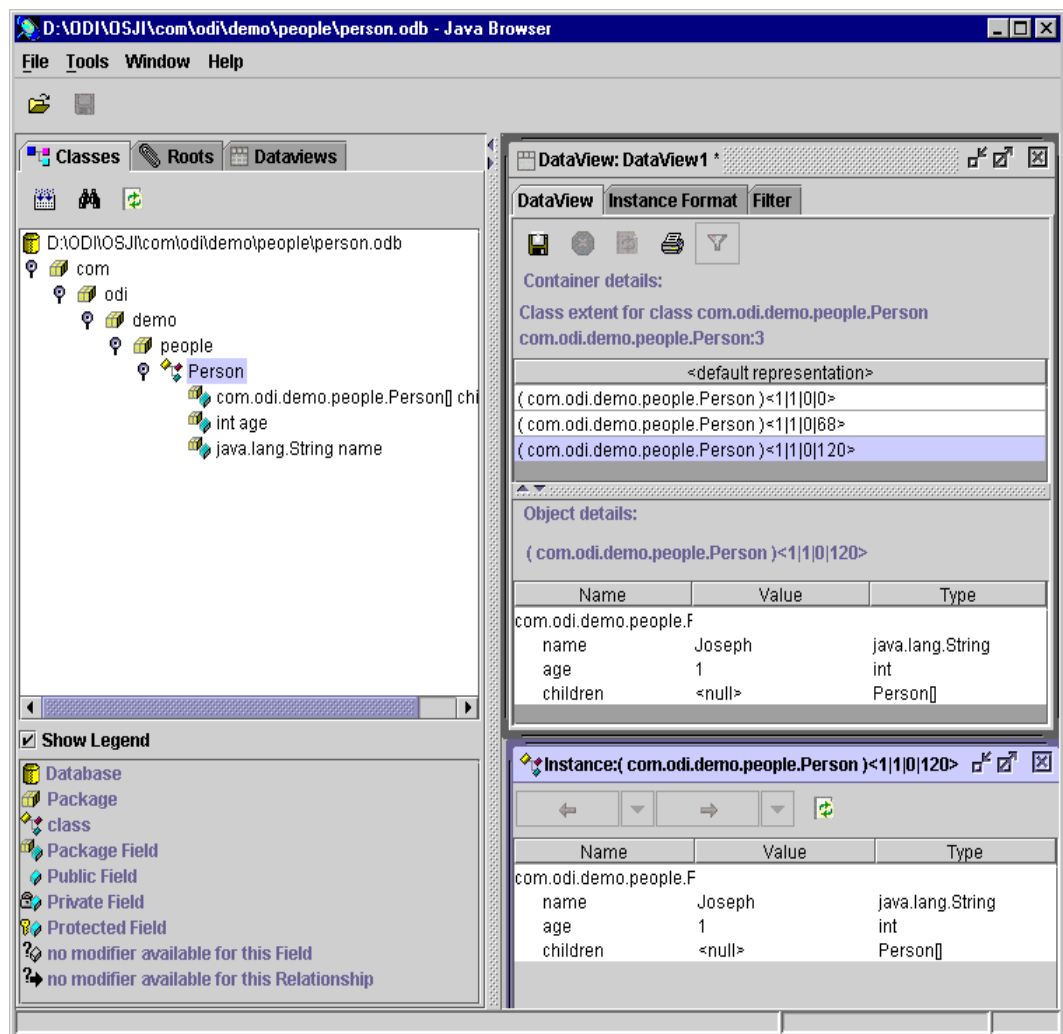 D:\ODI\OSJI\com\odi\demo\people\person.odb - Java Browser
File Tools Window Help
Classes Roots Dataviews
D:\ODI\OSJI\com\odi\demo\people\person.odb
com
odi
demo
people
Person
com.odi.demo.people.Person[] chi
int age
java.lang.String name
Show Legend
Database
Package
class
Package Field
Public Field
Private Field
Protected Field
no modifier available for this Field
no modifier available for this Relationship
DataView: DataView1 *
DataView Instance Format Filter
Container details:
Class extent for class com.odi.demo.people.Person
com.odi.demo.people.Person:3
<default representation>
( com.odi.demo.people.Person )<1|1|0|0>
( com.odi.demo.people.Person )<1|1|0|68>
( com.odi.demo.people.Person )<1|1|0|120>
Object details:
( com.odi.demo.people.Person )<1|1|0|120>
Name Value Type
com.odi.demo.people.F
name Joseph java.lang.String
age 1 int
children <null> Person[]
Instance:( com.odi.demo.people.Person )<1|1|0|120>
Name Value Type
com.odi.demo.people.F
name Joseph java.lang.String
age 1 int
children <null> Person[]